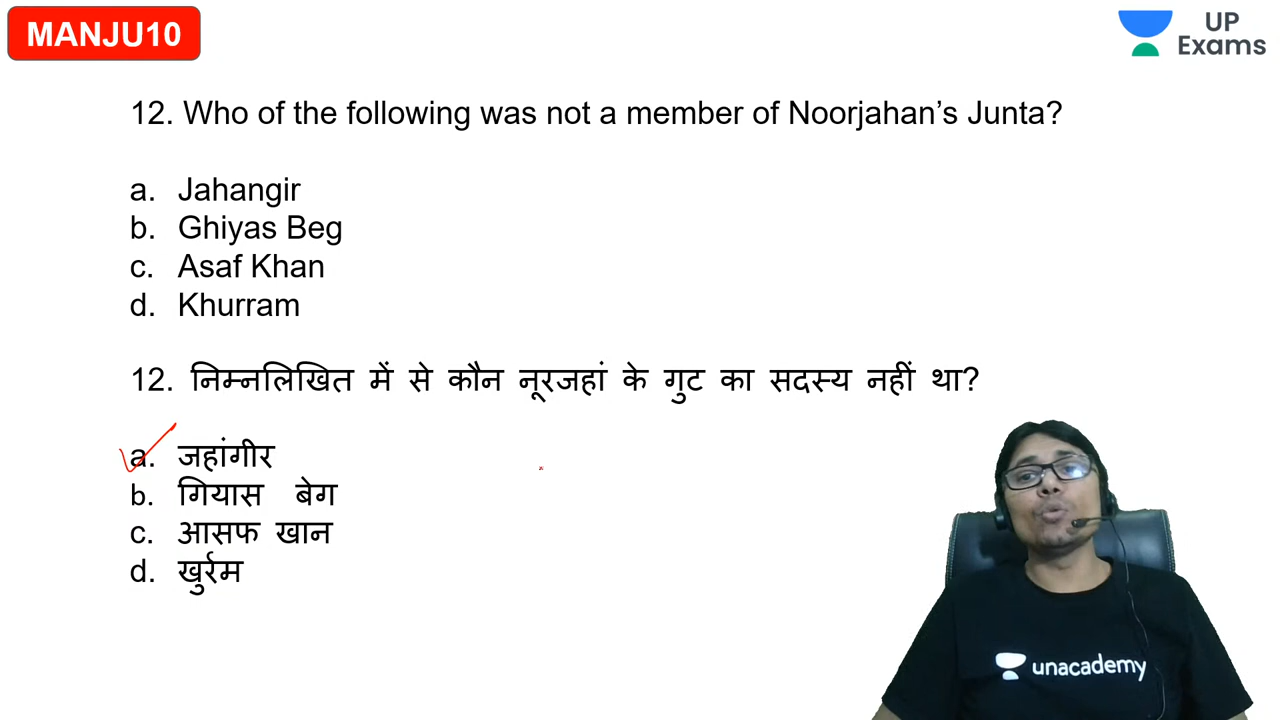 MANJU10
UP
Exams
12. Who of the following was not a member of Noorjahan’s Junta?
a. Jahangir
b. Ghiyas Beg
c. Asaf Khan
d. Khurram
12. निम्नलिखित में से कौन नूरजहां के गुट का सदस्य नहीं था?
a. जहांगीर
b. गियास बेग
c. आसफ खान
d. खुर्रम
unacademy